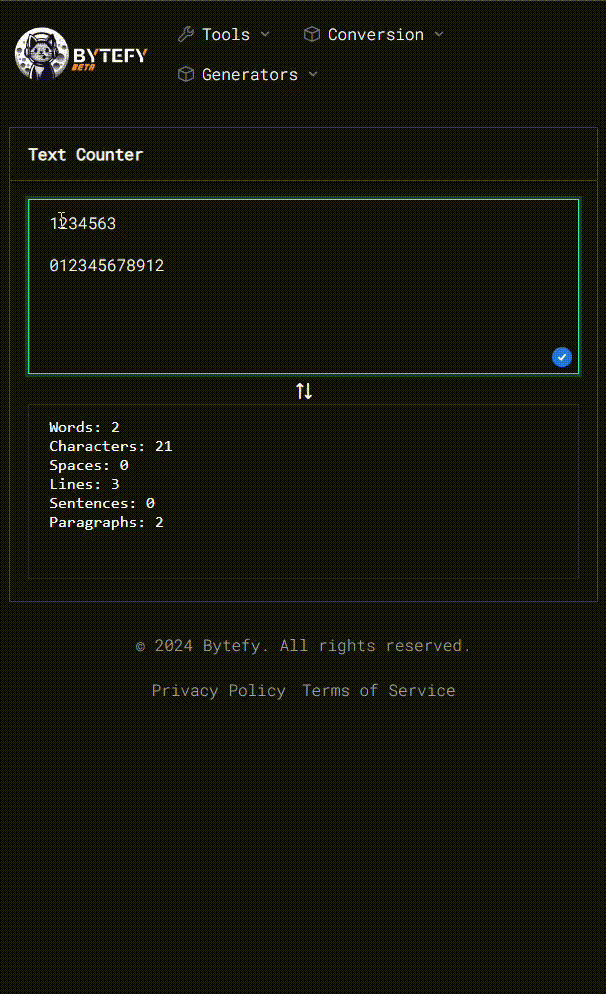 BYTEFY
BETA
Tools
Conversion
Generators
Text Counter
1234563
012345678912
Words: 2
Characters: 21
Spaces: 0
Lines: 3
Sentences: 0
Paragraphs: 2
© 2024 Bytefy. All rights reserved.
Privacy Policy Terms of Service